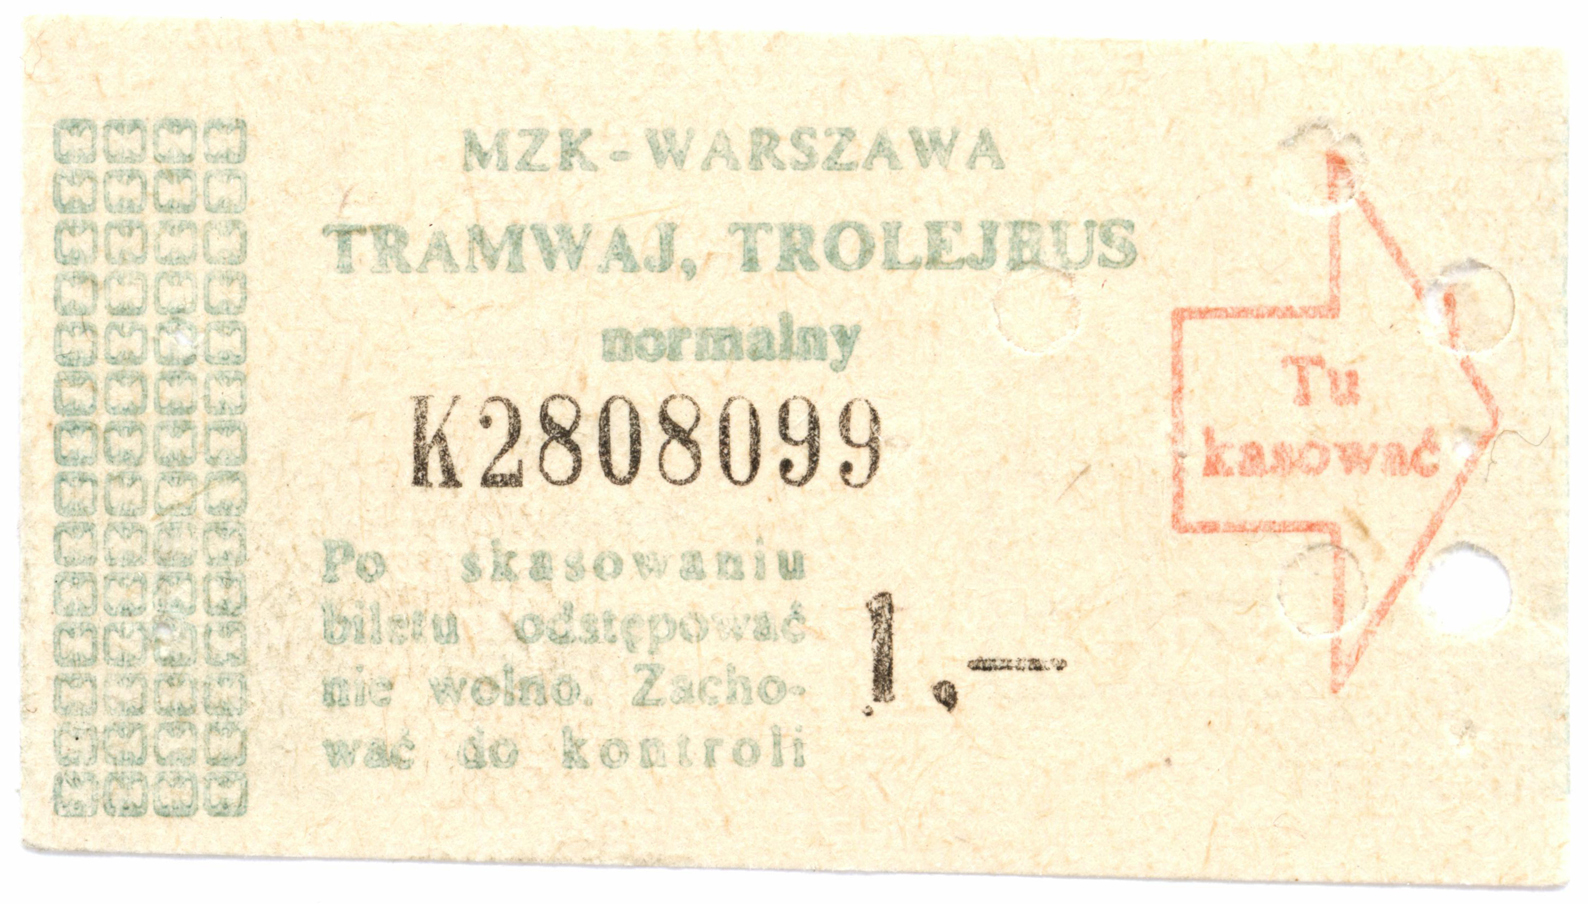 MZK-WARSZAWA
TRAMWAJ, TROLEJBUS
normalny
K2808099
Po skasowaniu
biletu odstępować
nie wolno. Zacho-
wać do kontroli
1.—
Tu
kasować